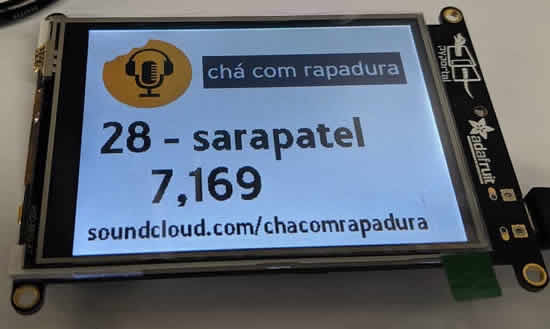 chá com rapadura
28 - sarapatel
7,169
soundcloud.com/chacomrapadura
PyPortal
adafruit